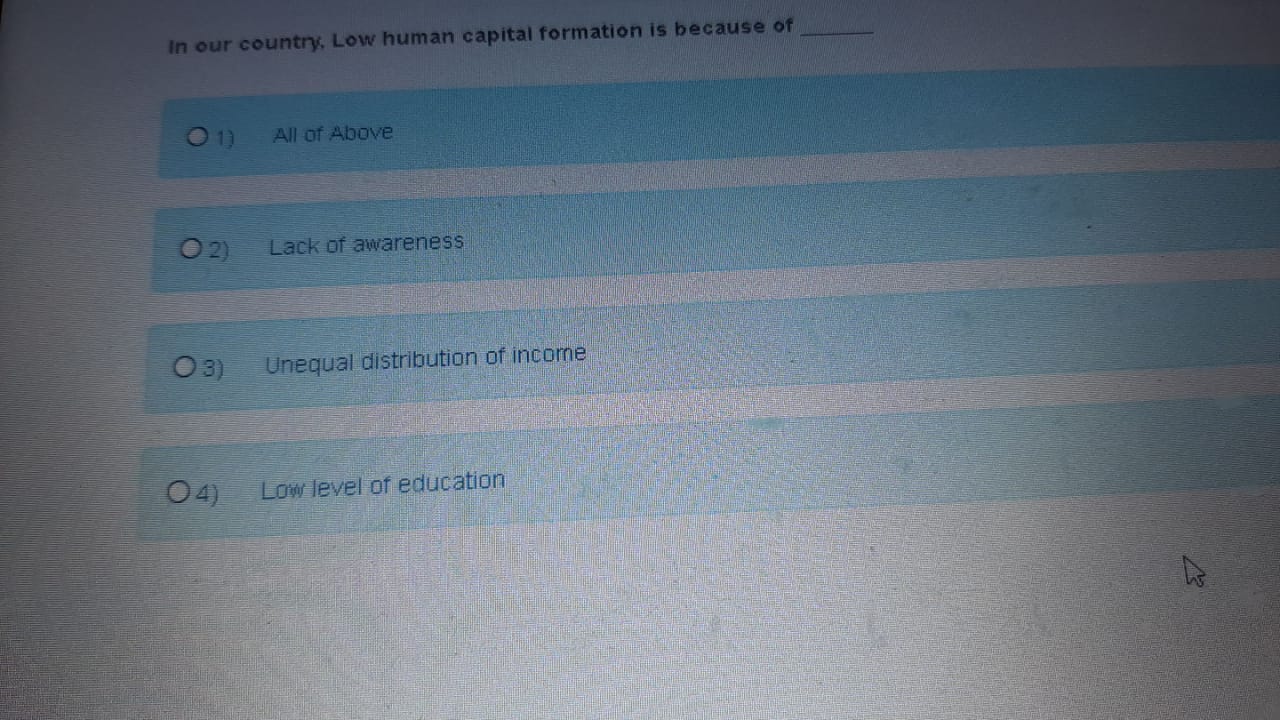 In our country, Low human capital formation is because of ______
1) All of Above
2) Lack of awareness
3) Unequal distribution of income
4) Low level of education